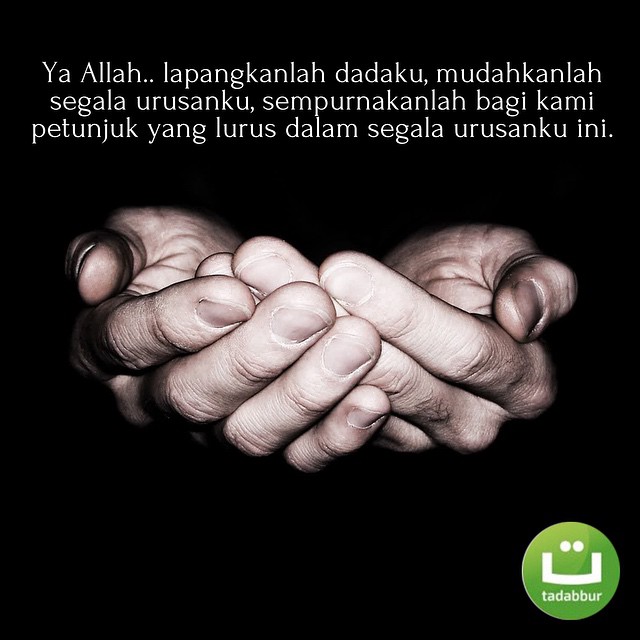 Ya Allah.. lapangkanlah dadaku, mudahkanlah
segala urusanku, sempurnakanlah bagi kami
petunjuk yang lurus dalam segala urusanku ini.
tadabbur